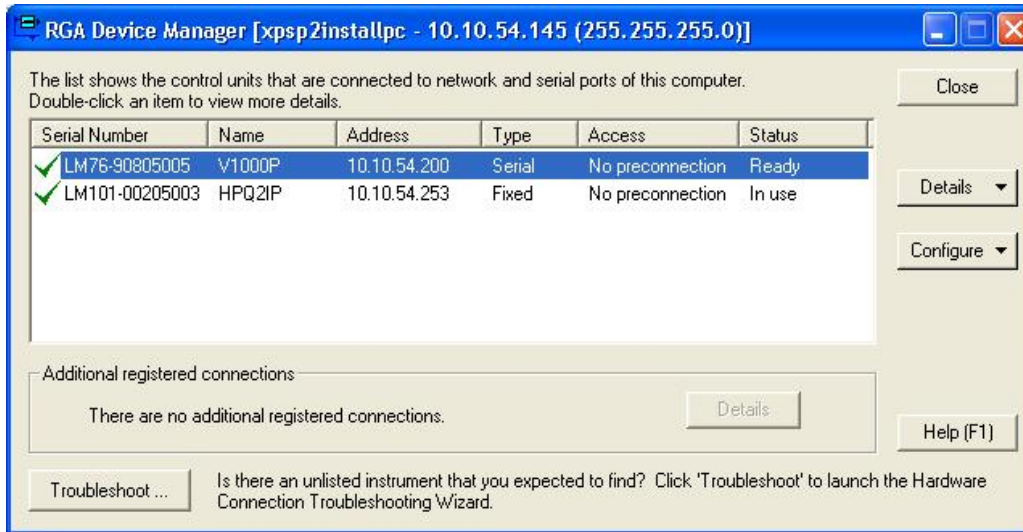 RGA Device Manager [xpsp2installpc - 10.10.54.145 (255.255.255.0)]
The list shows the control units that are connected to network and serial ports of this computer.
Double-click an item to view more details.
Close
Serial Number Name Address Type Access Status
LM76-90805005 V1000P 10.10.54.200 Serial No preconnection Ready
LM101-00205003 HPQ2IP 10.10.54.253 Fixed No preconnection In use
Details
Configure
Additional registered connections
There are no additional registered connections.
Details
Help (F1)
Troubleshoot ...
Is there an unlisted instrument that you expected to find? Click 'Troubleshoot' to launch the Hardware
Connection Troubleshooting Wizard.